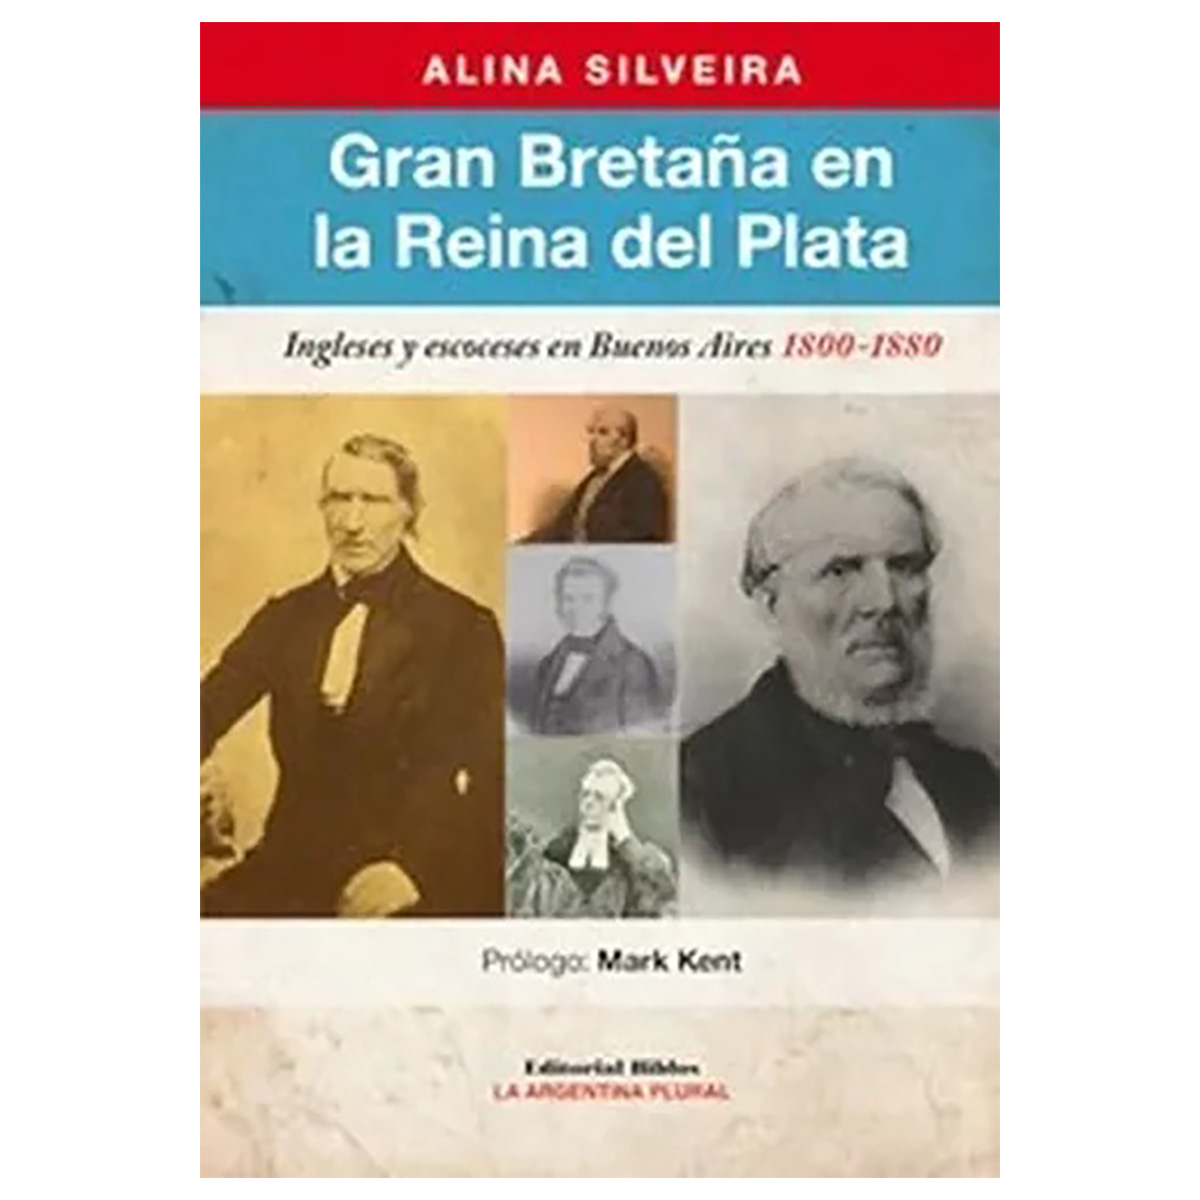 ALINA SILVEIRA
Gran Bretaña en
la Reina del Plata
Ingleses y escoceses en Buenos Aires 1800-1880
Prólogo: Mark Kent
Editorial Biblos
LA ARGENTINA PLURAL